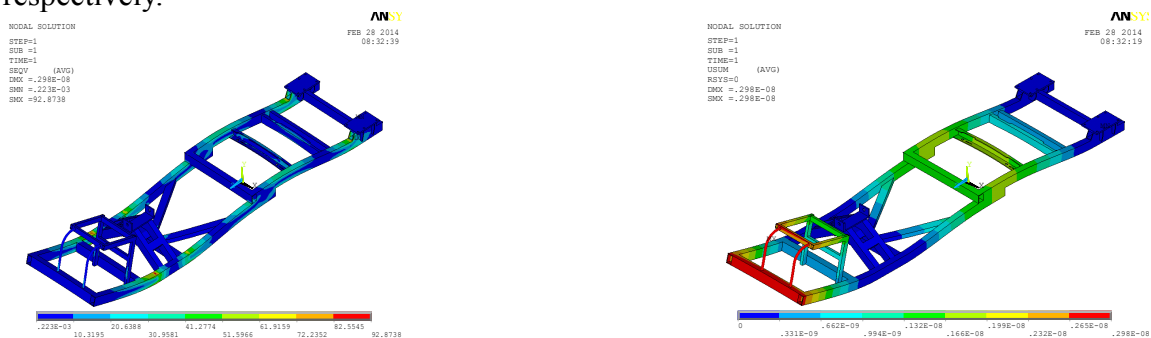 respectively.
ANSYS
NODAL SOLUTION
FEB 28 2014
08:32:39
STEP=1
SUB =1
TIME=1
SEQV (AVG)
DMX =.298E-08
SMN =.223E-03
SMX =92.8738
Y
X
.223E-03 20.6388 41.2774 61.9159 82.5545
10.3195 30.9581 51.5966 72.2352 92.8738
ANSYS
NODAL SOLUTION
FEB 28 2014
08:32:19
STEP=1
SUB =1
TIME=1
USUM (AVG)
RSYS=0
DMX =.298E-08
SMX =.298E-08
Y
X
0 .662E-09 .132E-08 .199E-08 .265E-08
.331E-09 .994E-09 .166E-08 .232E-08 .298E-08